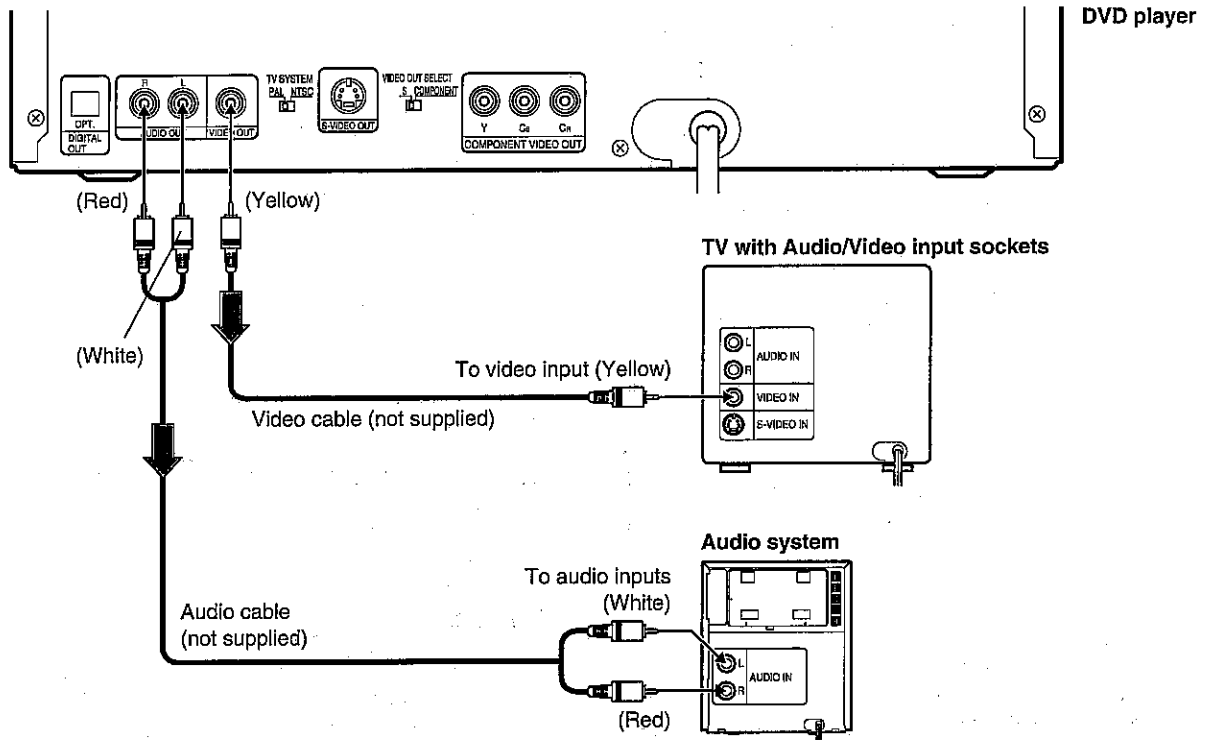 DVD player
R L
TV SYSTEM
PAL NTSC
VIDEO OUT SELECT
S COMPONENT
OPT.
DIGITAL
OUT
AUDIO OUT
VIDEO OUT
S-VIDEO OUT
Y CB CR
COMPONENT VIDEO OUT
(Red)
(Yellow)
(White)
TV with Audio/Video input sockets
L
AUDIO IN
R
VIDEO IN
S-VIDEO IN
To video input (Yellow)
Video cable (not supplied)
Audio system
To audio inputs
(White)
Audio cable
(not supplied)
L
AUDIO IN
R
(Red)